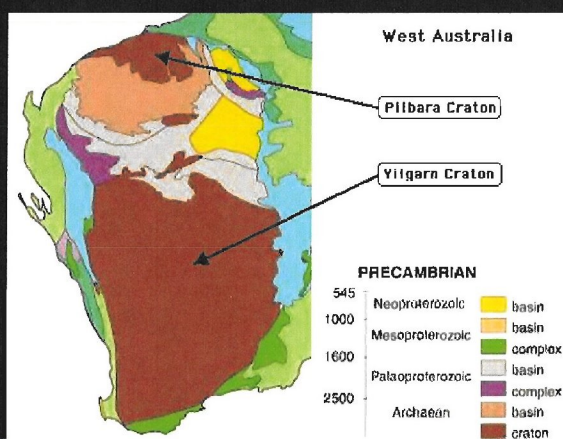 West Australia
Pilbara Craton
Yilgarn Craton
PRECAMBRIAN
545
Neoproterozoic basin
1000 basin
Mesoproterozoic
complex
1600
basin
Palaoproterozoic
complex
2500
Archaean basin
craton